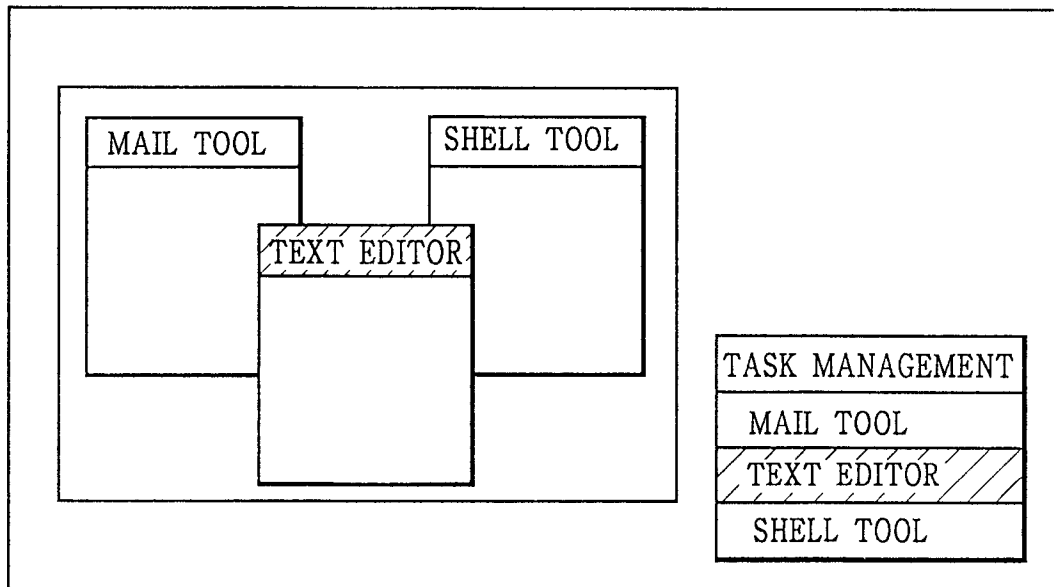 MAIL TOOL
SHELL TOOL
TEXT EDITOR
TASK MANAGEMENT
MAIL TOOL
TEXT EDITOR
SHELL TOOL